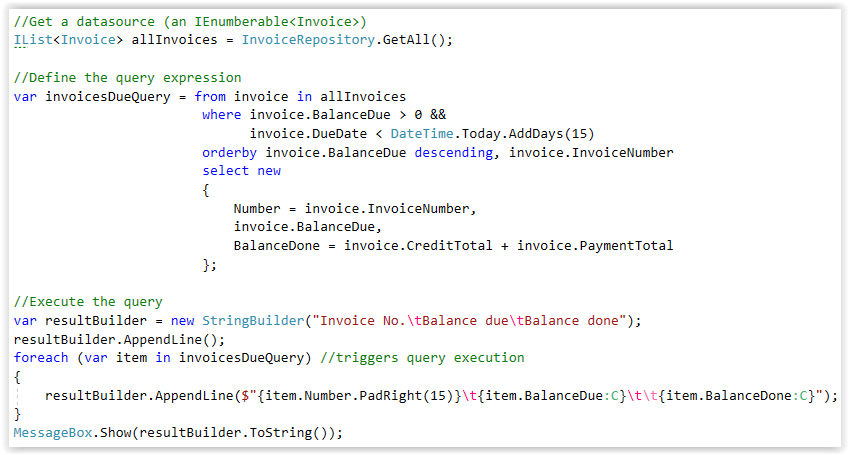 //Get a datasource (an IEnumberable<Invoice>)
IList<Invoice> allInvoices = InvoiceRepository.GetAll();

//Define the query expression
var invoicesDueQuery = from invoice in allInvoices
                        where invoice.BalanceDue > 0 &&
                              invoice.DueDate < DateTime.Today.AddDays(15)
                        orderby invoice.BalanceDue descending, invoice.InvoiceNumber
                        select new
                        {
                            Number = invoice.InvoiceNumber,
                            invoice.BalanceDue,
                            BalanceDone = invoice.CreditTotal + invoice.PaymentTotal
                        };

//Execute the query
var resultBuilder = new StringBuilder("Invoice No.\tBalance due\tBalance done");
resultBuilder.AppendLine();
foreach (var item in invoicesDueQuery) //triggers query execution
{
    resultBuilder.AppendLine($"{item.Number.PadRight(15)}\t{item.BalanceDue:C}\t\t{item.BalanceDone:C}");
}
MessageBox.Show(resultBuilder.ToString());